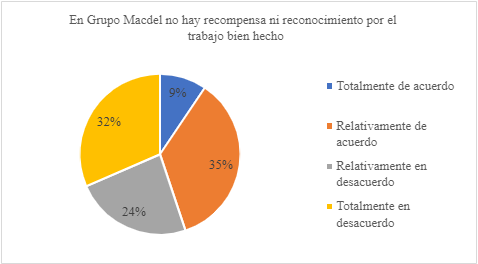 En Grupo Macdel no hay recompensa ni reconocimiento por el
trabajo bien hecho
9%
35%
24%
32%
Totalmente de acuerdo
Relativamente de
acuerdo
Relativamente en
desacuerdo
Totalmente en
desacuerdo